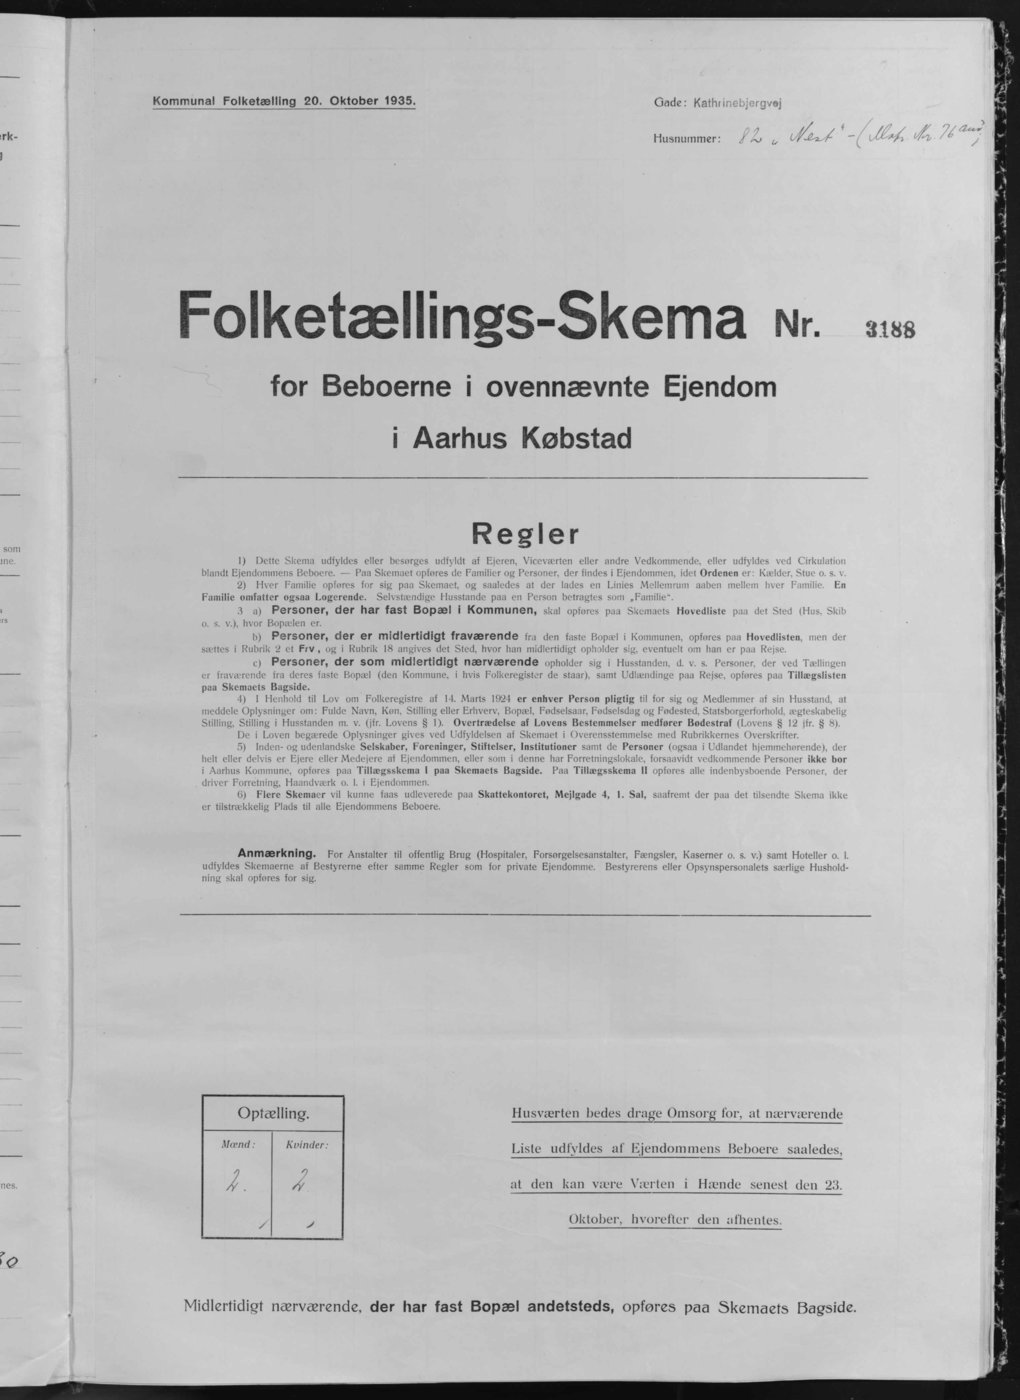 Kommunal Folketælling 20. Oktober 1935.
Gade: Kathrinebjergvej
Husnummer: 82 „Nest" - (Matr. Nr. 76
Folketællings-Skema Nr. 3188
for Beboerne i ovennævnte Ejendom
i Aarhus Købstad
Regler
1) Dette Skema udfyldes eller besørges udfyldt af Ejeren, Viceværten eller andre Vedkommende, eller udfyldes ved Cirkulation
blandt Ejendommens Beboere. — Paa Skemaet opføres de Familier og Personer, der findes i Ejendommen, idet Ordenen er: Kælder, Stue o. s. v.
2) Hver Familie opføres for sig paa Skemaet, og saaledes at der lades en Linies Mellemrum aaben mellem hver Familie. En
Familie omfatter ogsaa Logerende. Selvstændige Husstande paa en Person betragtes som „Familie".
3 a) Personer, der har fast Bopæl i Kommunen, skal opføres paa Skemaets Hovedliste paa det Sted (Hus, Skib
o. s. v.), hvor Bopælen er.
b) Personer, der er midlertidigt fraværende fra den faste Bopæl i Kommunen, opføres paa Hovedlisten, men der
sættes i Rubrik 2 et Frv, og i Rubrik 18 angives det Sted, hvor han midlertidigt opholder sig, eventuelt om han er paa Rejse.
c) Personer, der som midlertidigt nærværende opholder sig i Husstanden, d. v. s. Personer, der ved Tællingen
er fraværende fra deres faste Bopæl (den Kommune, i hvis Folkeregister de staar), samt Udlændinge paa Rejse, opføres paa Tillægslisten
paa Skemaets Bagside.
4) I Henhold til Lov om Folkeregistre af 14. Marts 1924 er enhver Person pligtig til for sig og Medlemmer af sin Husstand, at
meddele Oplysninger om: Fulde Navn, Køn, Stilling eller Erhverv, Bopæl, Fødselsaar, Fødselsdag og Fødested, Statsborgerforhold, ægteskabelig
Stilling, Stilling i Husstanden m. v. (jfr. Lovens § 1). Overtrædelse af Lovens Bestemmelser medfører Bødestraf (Lovens § 12 jfr. § 8).
De i Loven begærede Oplysninger gives ved Udfyldelsen af Skemaet i Overensstemmelse med Rubrikkernes Overskrifter.
5) Inden- og udenlandske Selskaber, Foreninger, Stiftelser, Institutioner samt de Personer (ogsaa i Udlandet hjemmehørende), der
helt eller delvis er Ejere eller Medejere af Ejendommen, eller som i denne har Forretningslokale, forsaavidt vedkommende Personer ikke bor
i Aarhus Kommune, opføres paa Tillægsskema I paa Skemaets Bagside. Paa Tillægsskema II opføres alle indenbysboende Personer, der
driver Forretning, Haandværk o. l. i Ejendommen.
6) Flere Skemaer vil kunne faas udleverede paa Skattekontoret, Mejlgade 4, 1. Sal, saafremt der paa det tilsendte Skema ikke
er tilstrækkelig Plads til alle Ejendommens Beboere.
Anmærkning. For Anstalter til offentlig Brug (Hospitaler, Forsørgelsesanstalter, Fængsler, Kaserner o. s. v.) samt Hoteller o. l.
udfyldes Skemaerne af Bestyrerne efter samme Regler som for private Ejendomme. Bestyrerens eller Opsynspersonalets særlige Hushold-
ning skal opføres for sig.
Optælling.
Mænd: Kvinder:
2. 2
Husværten bedes drage Omsorg for, at nærværende
Liste udfyldes af Ejendommens Beboere saaledes,
at den kan være Værten i Hænde senest den 23.
Oktober, hvorefter den afhentes.
Midlertidigt nærværende, der har fast Bopæl andetsteds, opføres paa Skemaets Bagside.